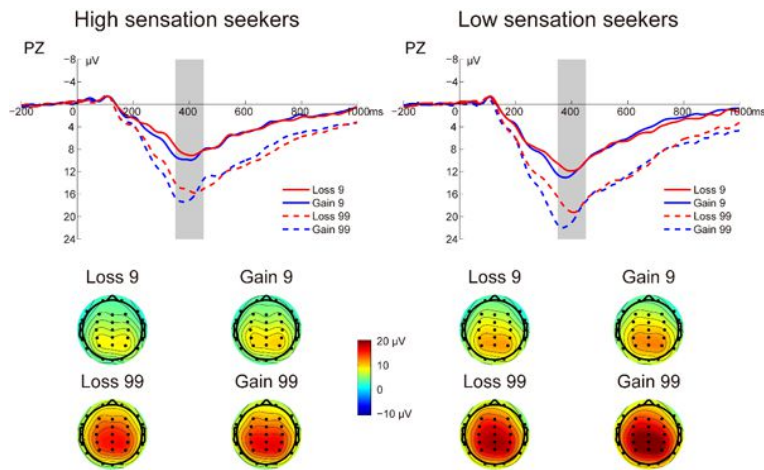 High sensation seekers
Low sensation seekers
PZ
μV
−8
−4
−200
0
200
400
600
800
1000ms
4
8
12
16
20
24
Loss 9
Gain 9
Loss 99
Gain 99
PZ
μV
−8
−4
−200
0
200
400
600
800
1000ms
4
8
12
16
20
24
Loss 9
Gain 9
Loss 99
Gain 99
Loss 9
Gain 9
Loss 9
Gain 9
20 μV
10
0
−10 μV
Loss 99
Gain 99
Loss 99
Gain 99